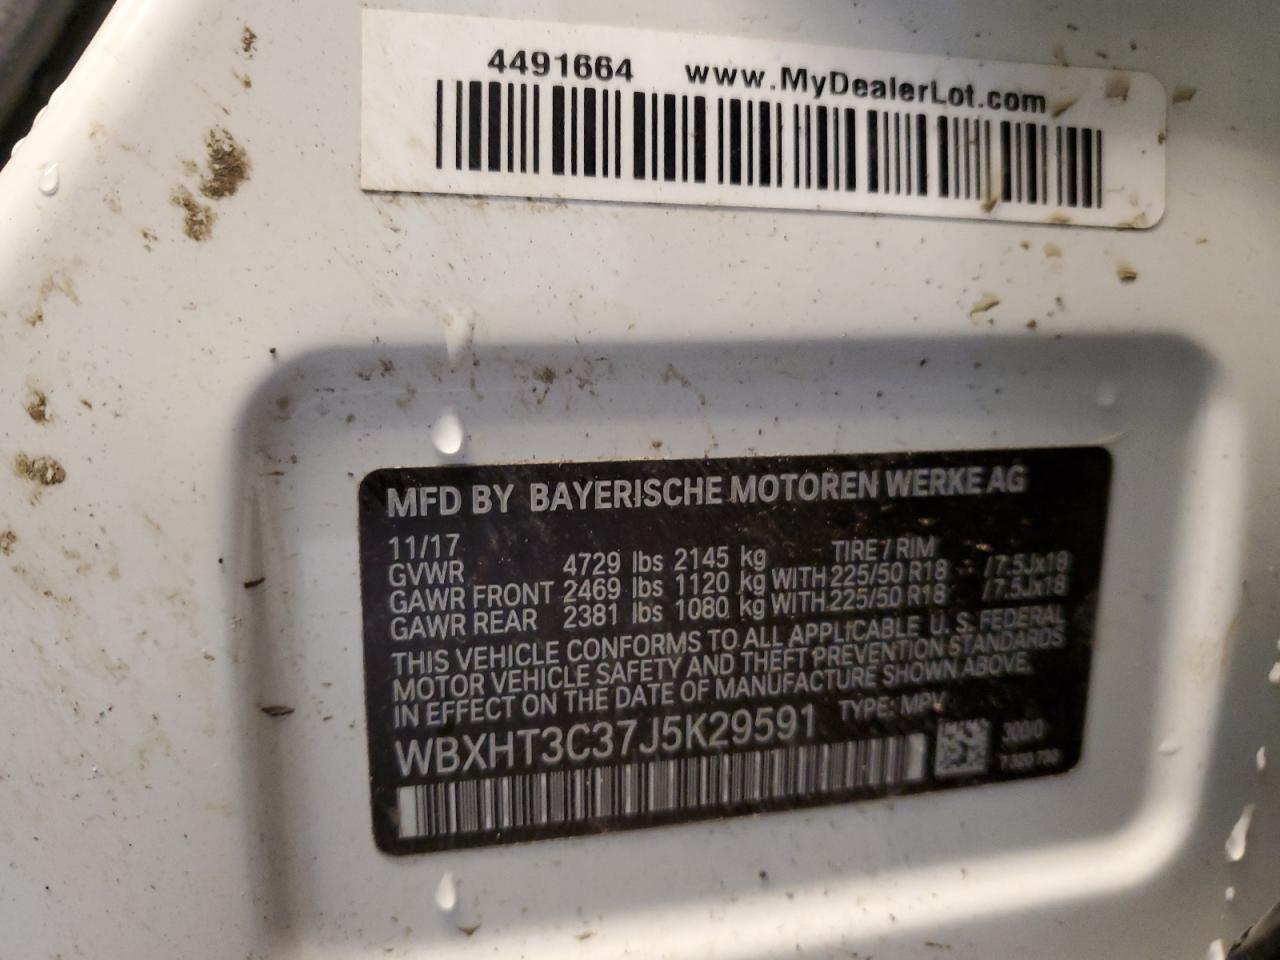 4491664 www.MyDealerLot.com
MFD BY BAYERISCHE MOTOREN WERKE AG
11/17 TIRE / RIM
GVWR 4729 lbs 2145 kg
GAWR FRONT 2469 lbs 1120 kg WITH 225/50 R18 / 7.5Jx18
GAWR REAR 2381 lbs 1080 kg WITH 225/50 R18 / 7.5Jx18
THIS VEHICLE CONFORMS TO ALL APPLICABLE U. S. FEDERAL
MOTOR VEHICLE SAFETY AND THEFT PREVENTION STANDARDS
IN EFFECT ON THE DATE OF MANUFACTURE SHOWN ABOVE.
WBXHT3C37J5K29591 TYPE: MPV
300/0